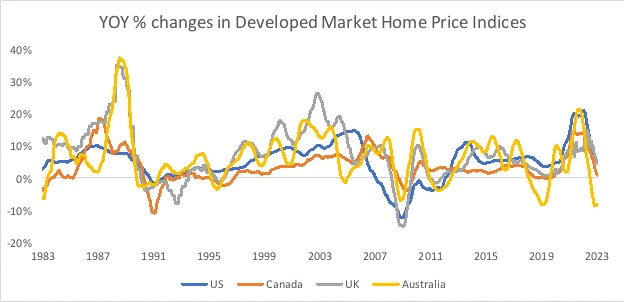 YOY % changes in Developed Market Home Price Indices
40%
30%
20%
10%
0%
-10%
-20%
1983 1987 1991 1995 1999 2003 2007 2011 2015 2019 2023
US Canada UK Australia